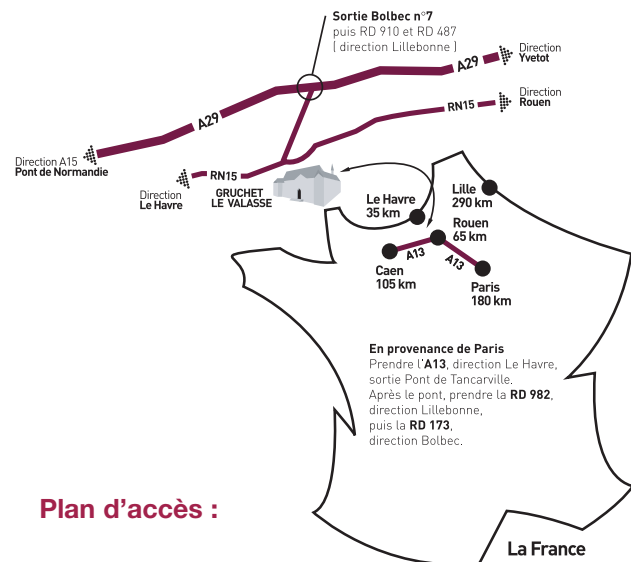 Sortie Bolbec n°7
puis RD 910 et RD 487
( direction Lillebonne )
Direction
Yvetot
A29
Direction
Rouen
RN15
A29
Direction A15
Pont de Normandie
RN15
Direction
Le Havre
GRUCHET
LE VALASSE
Le Havre
35 km
Lille
290 km
Rouen
65 km
A13
A13
Caen
105 km
Paris
180 km
En provenance de Paris
Prendre l'A13, direction Le Havre,
sortie Pont de Tancarville.
Après le pont, prendre la RD 982,
direction Lillebonne,
puis la RD 173,
direction Bolbec.
Plan d'accès :
La France